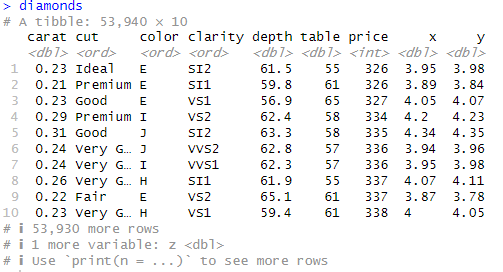 > diamonds
# A tibble: 53,940 × 10
carat cut color clarity depth table price x y
<dbl> <ord> <ord> <ord> <dbl> <dbl> <int> <dbl> <dbl>
1 0.23 Ideal E SI2 61.5 55 326 3.95 3.98
2 0.21 Premium E SI1 59.8 61 326 3.89 3.84
3 0.23 Good E VS1 56.9 65 327 4.05 4.07
4 0.29 Premium I VS2 62.4 58 334 4.2 4.23
5 0.31 Good J SI2 63.3 58 335 4.34 4.35
6 0.24 Very G… J VVS2 62.8 57 336 3.94 3.96
7 0.24 Very G… I VVS1 62.3 57 336 3.95 3.98
8 0.26 Very G… H SI1 61.9 55 337 4.07 4.11
9 0.22 Fair E VS2 65.1 61 337 3.87 3.78
10 0.23 Very G… H VS1 59.4 61 338 4 4.05
# ℹ 53,930 more rows
# ℹ 1 more variable: z <dbl>
# ℹ Use `print(n = ...)` to see more rows